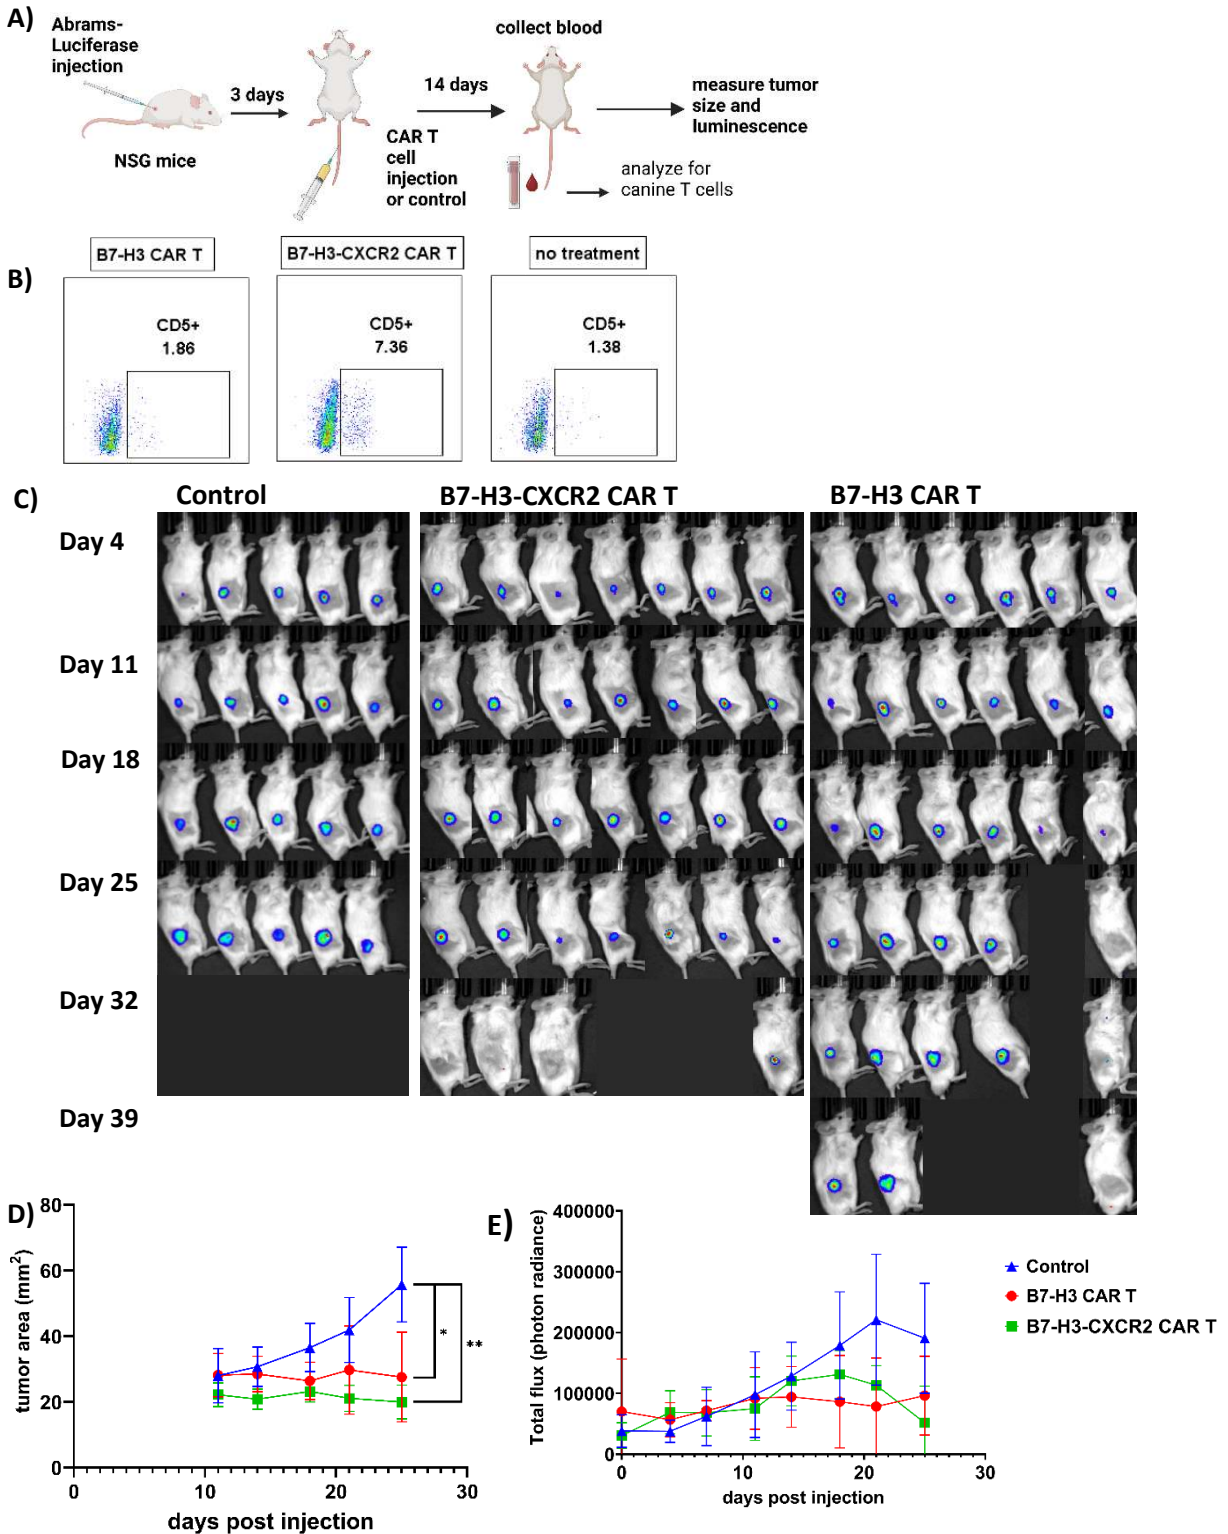 A)
Abrams-
Luciferase
injection
NSG mice
3 days
CAR T
cell
injection
or control
14 days
collect blood
measure tumor
size and
luminescence
analyze for
canine T cells
B)
B7-H3 CAR T
B7-H3-CXCR2 CAR T
no treatment
CD5+
1.86
CD5+
7.36
CD5+
1.38
C)
Control
B7-H3-CXCR2 CAR T
B7-H3 CAR T
Day 4
Day 11
Day 18
Day 25
Day 32
Day 39
D)
80
60
40
20
0
tumor area (mm²)
0
10
20
30
days post injection
*
**
E)
400000
300000
200000
100000
0
Total flux (photon radiance)
0
10
20
30
days post injection
Control
B7-H3 CAR T
B7-H3-CXCR2 CAR T